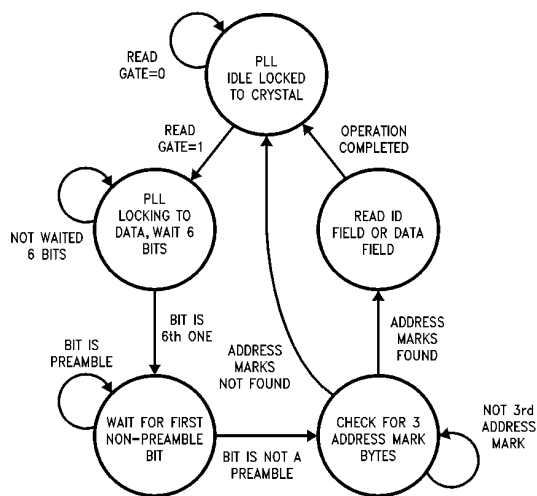 READ
GATE=0
PLL
IDLE LOCKED
TO CRYSTAL
READ
GATE=1
OPERATION
COMPLETED
PLL
LOCKING TO
DATA, WAIT 6
BITS
READ ID
FIELD OR DATA
FIELD
NOT WAITED
6 BITS
BIT IS
6th ONE
BIT IS
PREAMBLE
ADDRESS
MARKS
NOT FOUND
ADDRESS
MARKS
FOUND
WAIT FOR FIRST
NON-PREAMBLE
BIT
BIT IS NOT A
PREAMBLE
CHECK FOR 3
ADDRESS MARK
BYTES
NOT 3rd
ADDRESS
MARK